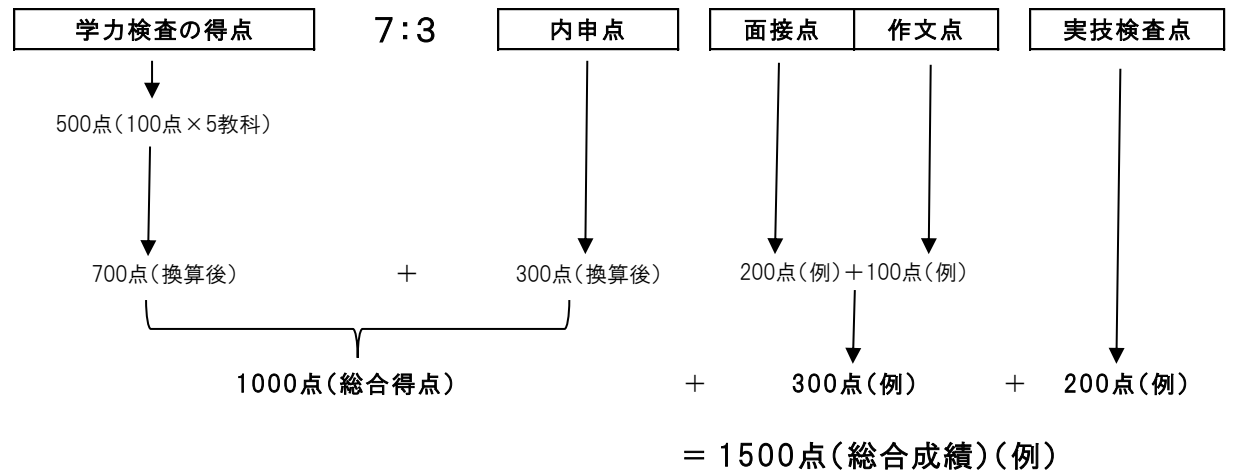 学力検査の得点 7:3 内申点 面接点 作文点 実技検査点
500点(100点×5教科)
700点(換算後) + 300点(換算後) 200点(例)+100点(例)
1000点(総合得点) + 300点(例) + 200点(例)
=1500点(総合成績)(例)